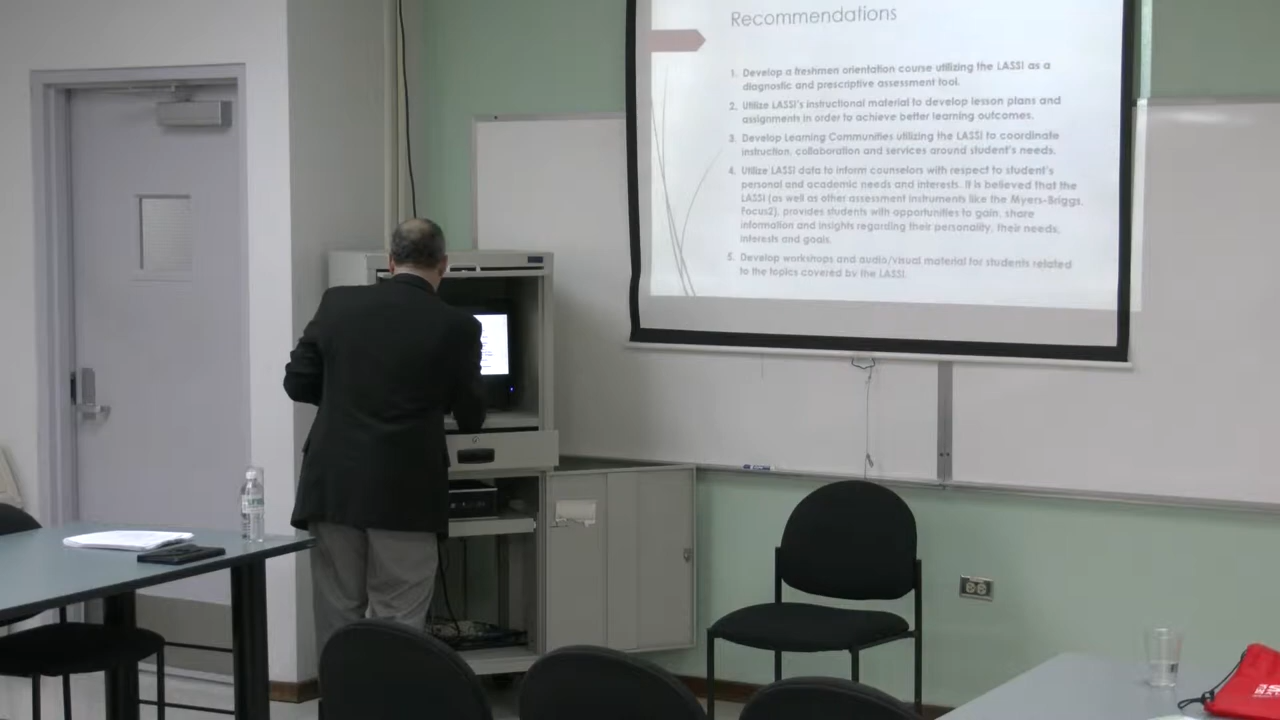 Recommendations
1. Develop a freshmen orientation course utilizing the LASSI as a
diagnostic and prescriptive assessment tool.
2. Utilize LASSI's instructional material to develop lesson plans and
assignments in order to achieve better learning outcomes.
3. Develop Learning Communities utilizing the LASSI to coordinate
instruction, collaboration and services around student's needs.
4. Utilize LASSI data to inform counselors with respect to student's
personal and academic needs and interests. It is believed that the
LASSI (as well as other assessment instruments like the Myers-Briggs,
Focus2), provides students with opportunities to gain, share
information and insights regarding their personality, their needs,
interests and goals.
5. Develop workshops and audio/visual material for students related
to the topics covered by the LASSI.